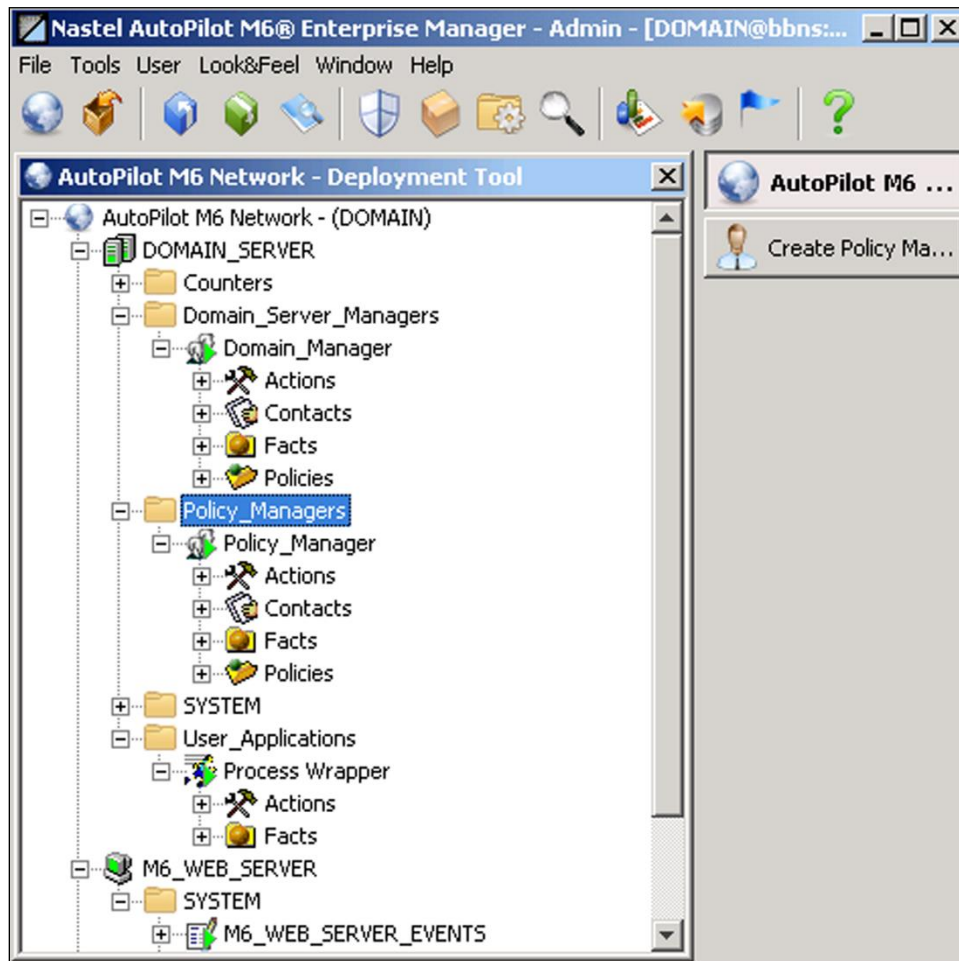 Nastel AutoPilot M6® Enterprise Manager - Admin - [DOMAIN@bbns:...
File Tools User Look&Feel Window Help
AutoPilot M6 Network - Deployment Tool
AutoPilot M6 ...
AutoPilot M6 Network - (DOMAIN)
Create Policy Ma...
DOMAIN_SERVER
Counters
Domain_Server_Managers
Domain_Manager
Actions
Contacts
Facts
Policies
Policy_Managers
Policy_Manager
Actions
Contacts
Facts
Policies
SYSTEM
User_Applications
Process Wrapper
Actions
Facts
M6_WEB_SERVER
SYSTEM
M6_WEB_SERVER_EVENTS